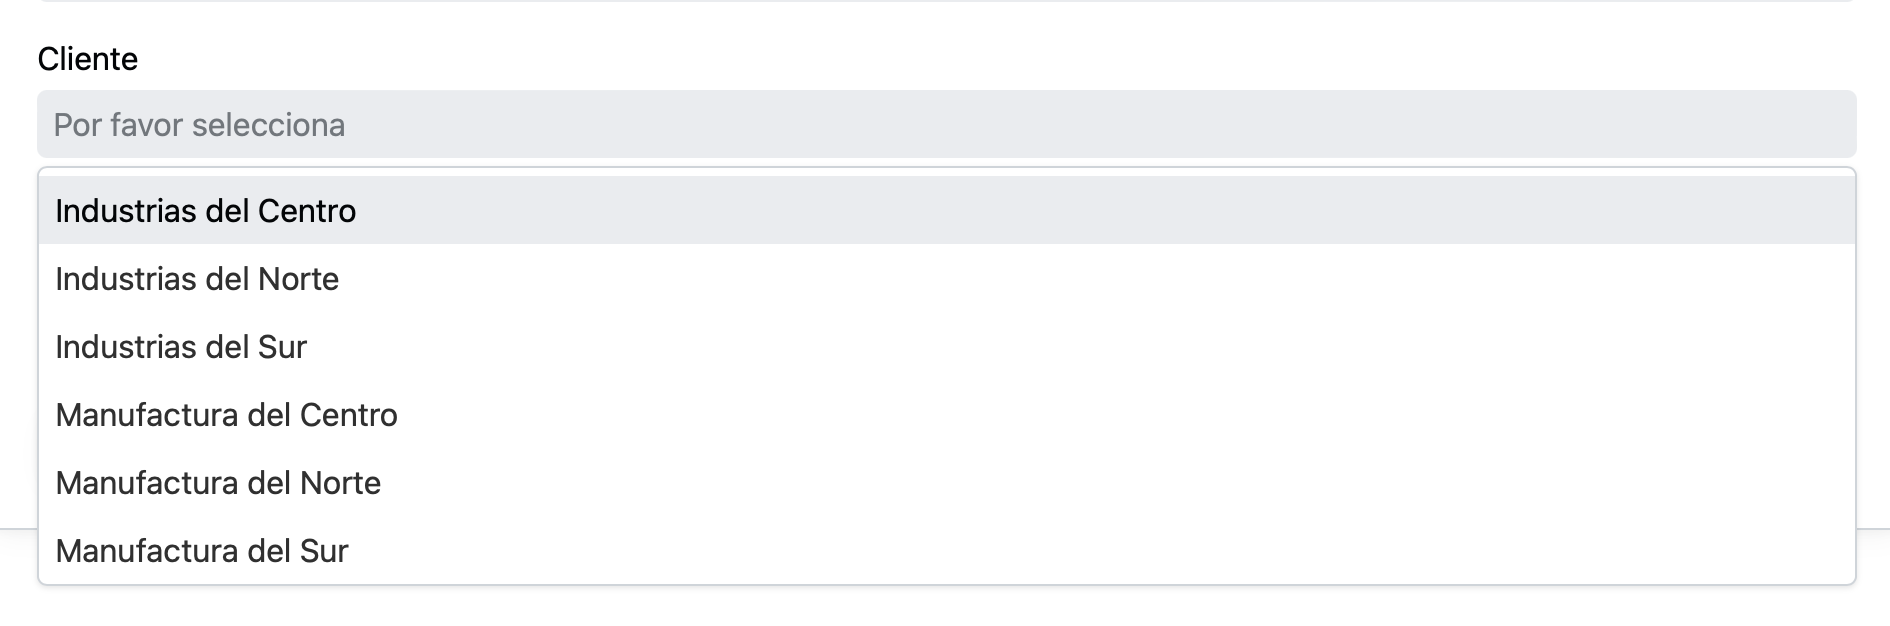 Cliente
Por favor selecciona
Industrias del Centro
Industrias del Norte
Industrias del Sur
Manufactura del Centro
Manufactura del Norte
Manufactura del Sur